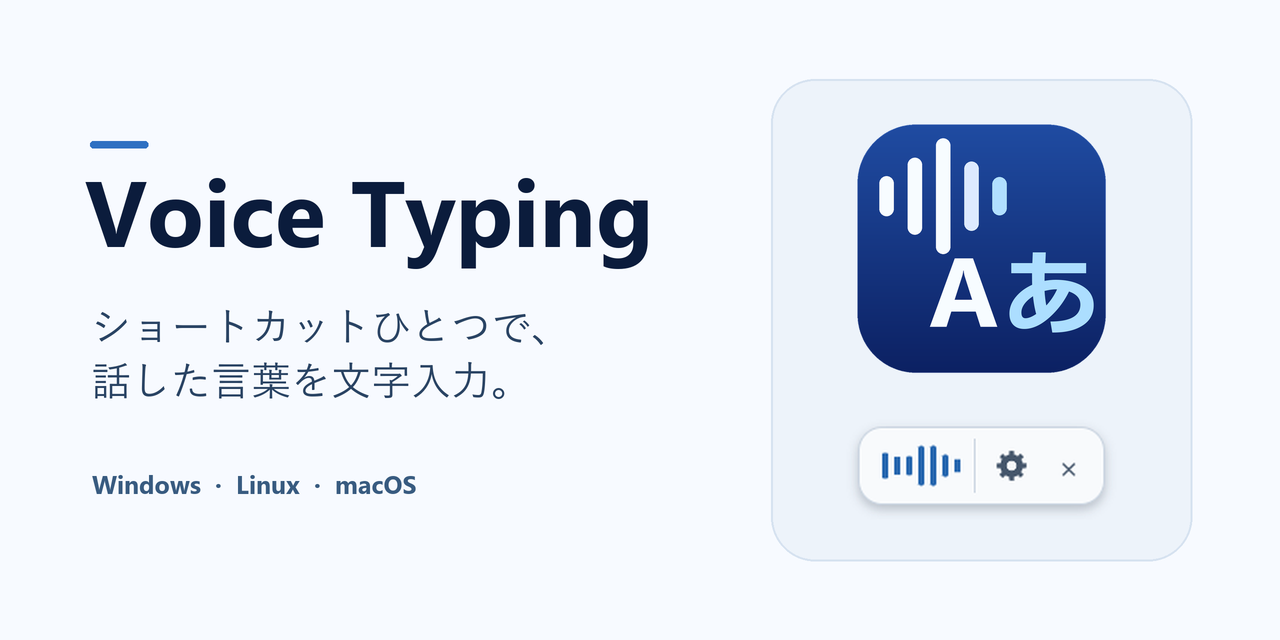 Voice Typing
ショートカットひとつで、
話した言葉を文字入力。
Windows · Linux · macOS
Aあ
×